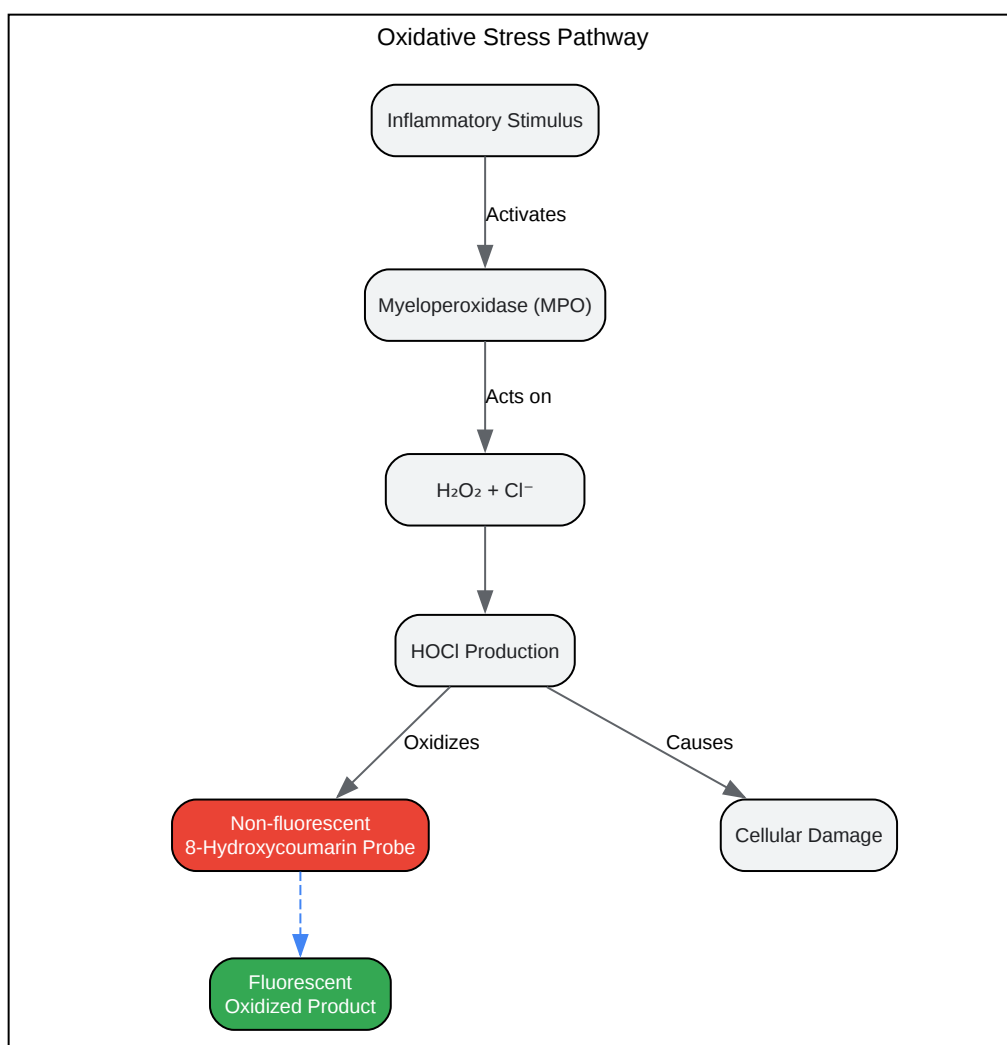 Oxidative Stress Pathway
Inflammatory Stimulus
Activates
Myeloperoxidase (MPO)
Acts on
H₂O₂ + Cl⁻
HOCl Production
Oxidizes
Causes
Non-fluorescent
8-Hydroxycoumarin Probe
Cellular Damage
Fluorescent
Oxidized Product